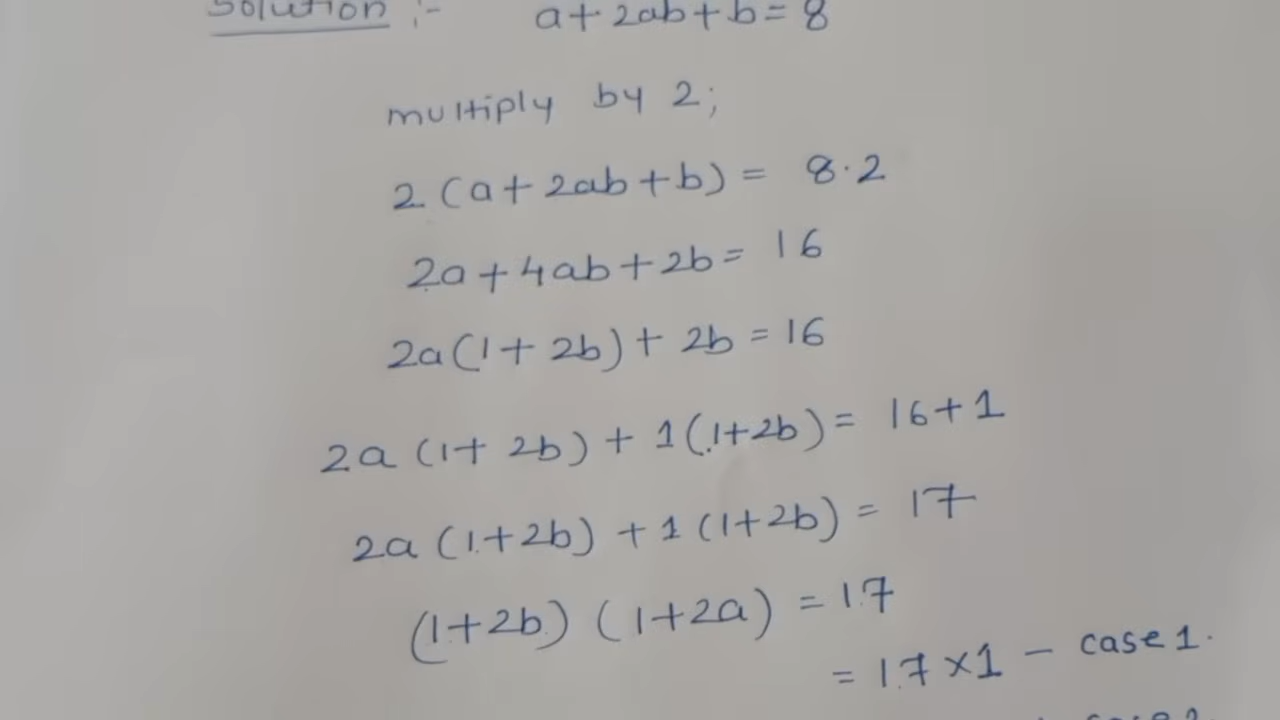 Solution :-
a + 2ab + b = 8
multiply by 2;
2 (a + 2ab + b) = 8·2
2a + 4ab + 2b = 16
2a (1 + 2b) + 2b = 16
2a (1 + 2b) + 1 (1+2b) = 16+1
2a (1+2b) + 1 (1+2b) = 17
(1+2b) (1+2a) = 17
= 17 × 1 - case 1.